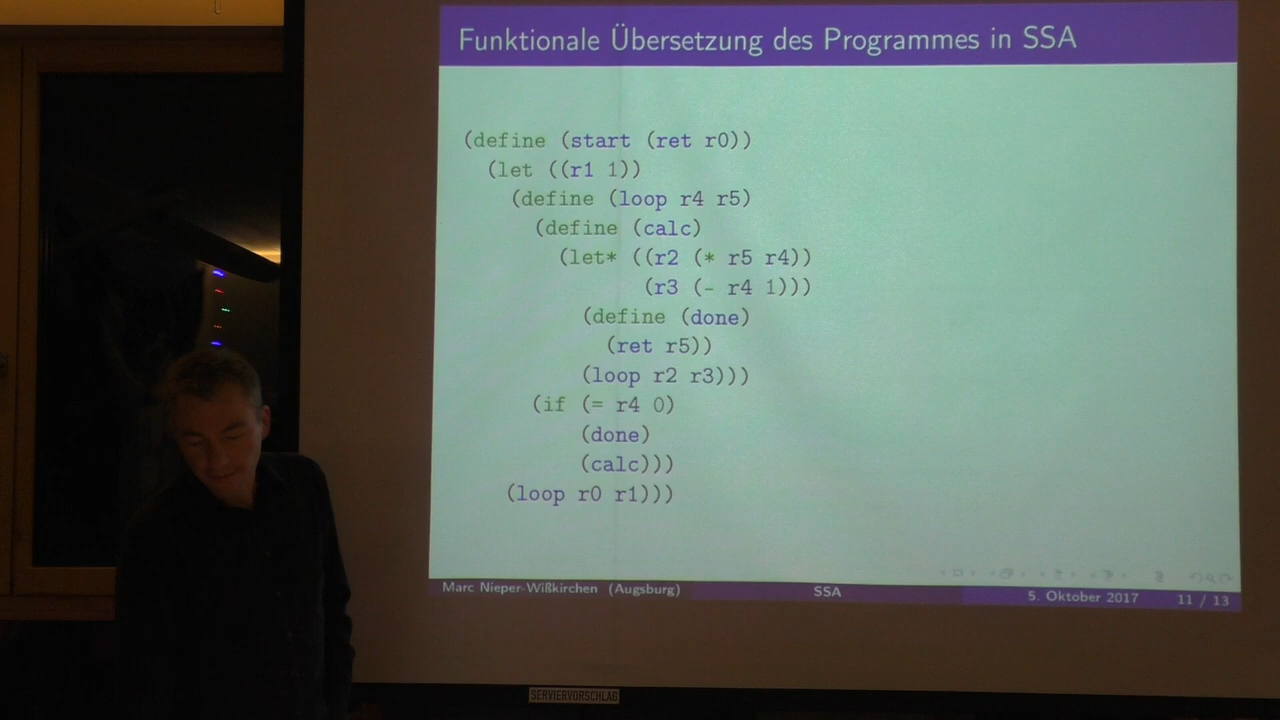 Funktionale Übersetzung des Programmes in SSA
(define (start (ret r0))
(let ((r1 1))
(define (loop r4 r5)
(define (calc)
(let* ((r2 (* r5 r4))
(r3 (- r4 1)))
(define (done)
(ret r5))
(loop r2 r3)))
(if (= r4 0)
(done)
(calc)))
(loop r0 r1)))
Marc Nieper-Wißkirchen (Augsburg) SSA 5. Oktober 2017 11 / 13
SERVIERVORSCHLAG